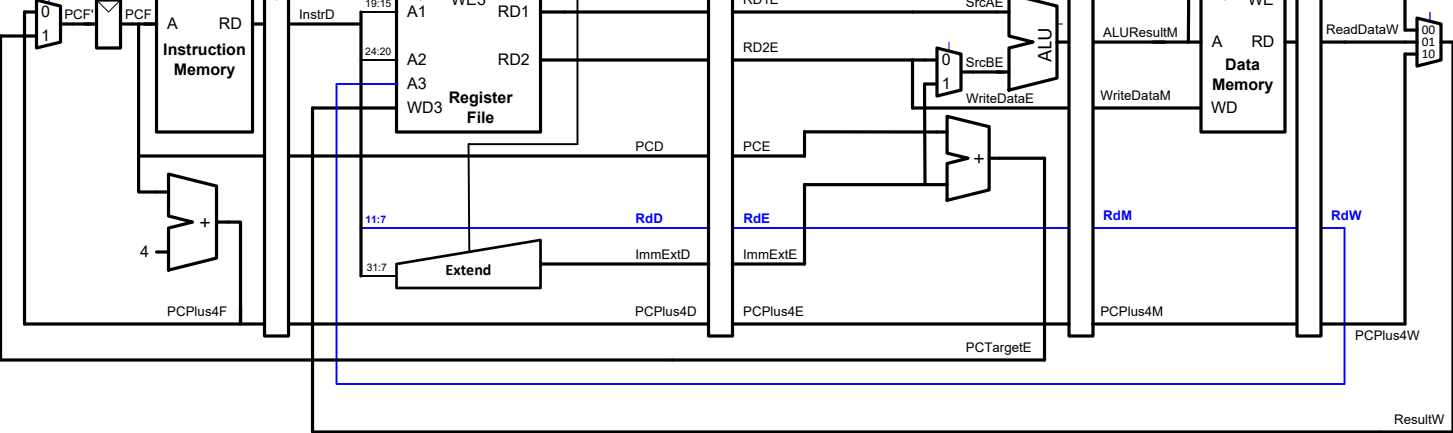 19:15
A1
WE3
RD1
RD1E
SrcAE
WE
0
1
PCF'
PCF
A
RD
InstrD
Instruction
Memory
24:20
A2
RD2
RD2E
A3
WD3
Register
File
0
1
SrcBE
ALU
ALUResultM
A
RD
Data
Memory
WD
ReadDataW
00
01
10
WriteDataE
WriteDataM
PCD
PCE
+
+
4
11:7
RdD
RdE
RdM
RdW
31:7
Extend
ImmExtD
ImmExtE
PCPlus4F
PCPlus4D
PCPlus4E
PCPlus4M
PCPlus4W
PCTargetE
ResultW